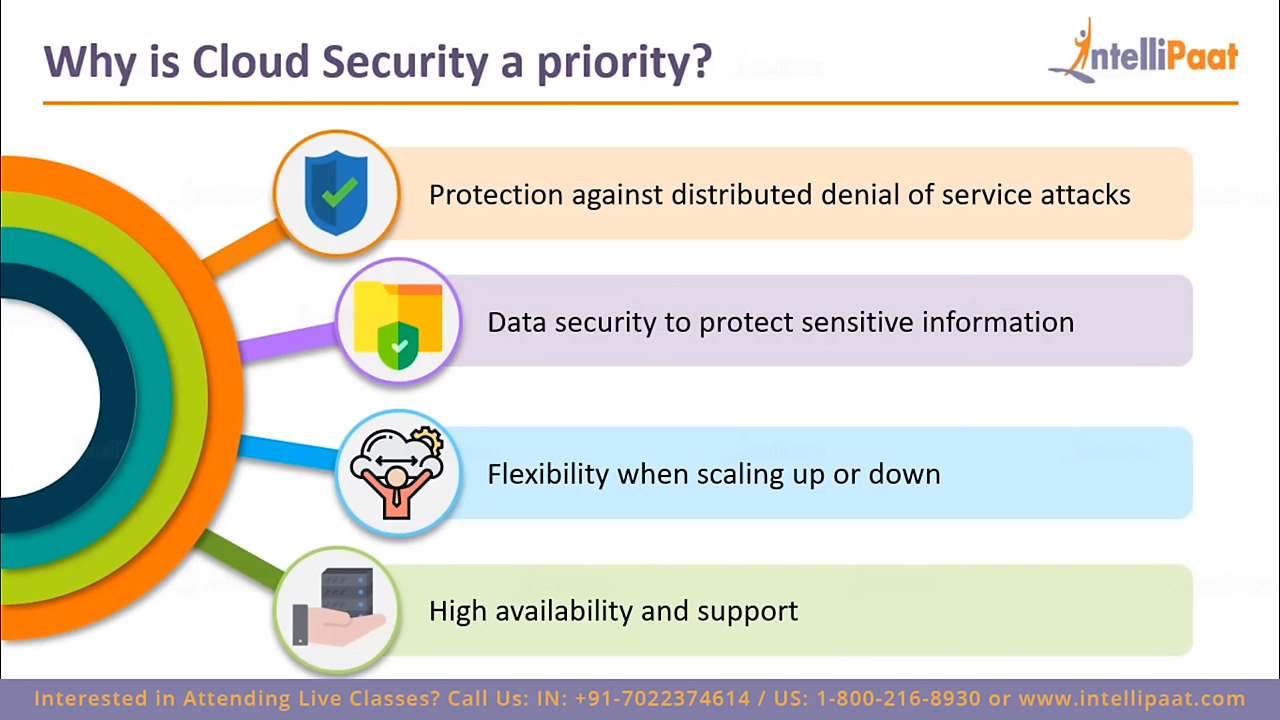 Why is Cloud Security a priority?
IntelliPaat
Protection against distributed denial of service attacks
Data security to protect sensitive information
Flexibility when scaling up or down
High availability and support
Interested in Attending Live Classes? Call Us: IN: +91-7022374614 / US: 1-800-216-8930 or www.intellipaat.com